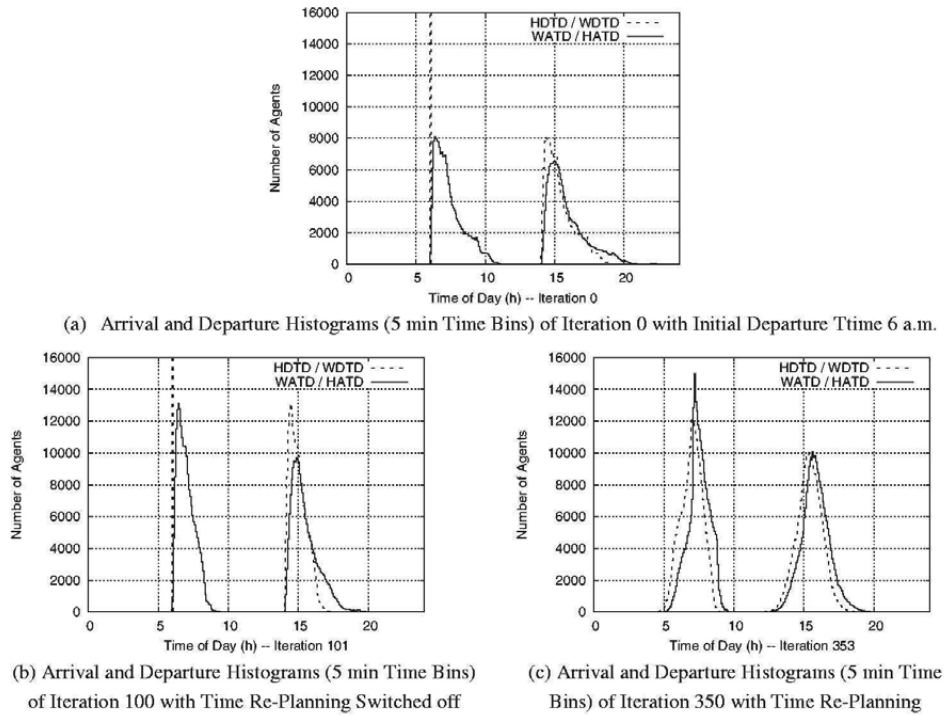 16000
14000
12000
10000
8000
6000
4000
2000
0
Number of Agents
HDTD / WDTD
WATD / HATD
0 5 10 15 20
Time of Day (h) -- Iteration 0
(a) Arrival and Departure Histograms (5 min Time Bins) of Iteration 0 with Initial Departure Ttime 6 a.m.
16000
14000
12000
10000
8000
6000
4000
2000
0
Number of Agents
HDTD / WDTD
WATD / HATD
0 5 10 15 20
Time of Day (h) -- Iteration 101
(b) Arrival and Departure Histograms (5 min Time Bins)
of Iteration 100 with Time Re-Planning Switched off
16000
14000
12000
10000
8000
6000
4000
2000
0
Number of Agents
HDTD / WDTD
WATD / HATD
0 5 10 15 20
Time of Day (h) -- Iteration 353
(c) Arrival and Departure Histograms (5 min Time
Bins) of Iteration 350 with Time Re-Planning